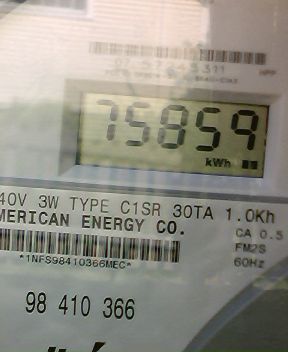 75859
kWh
40V 3W TYPE C1SR 30TA 1.0Kh
MERICAN ENERGY CO.
CA 0.5
FM2S
*1NFS98410366MEC*
60Hz
98 410 366